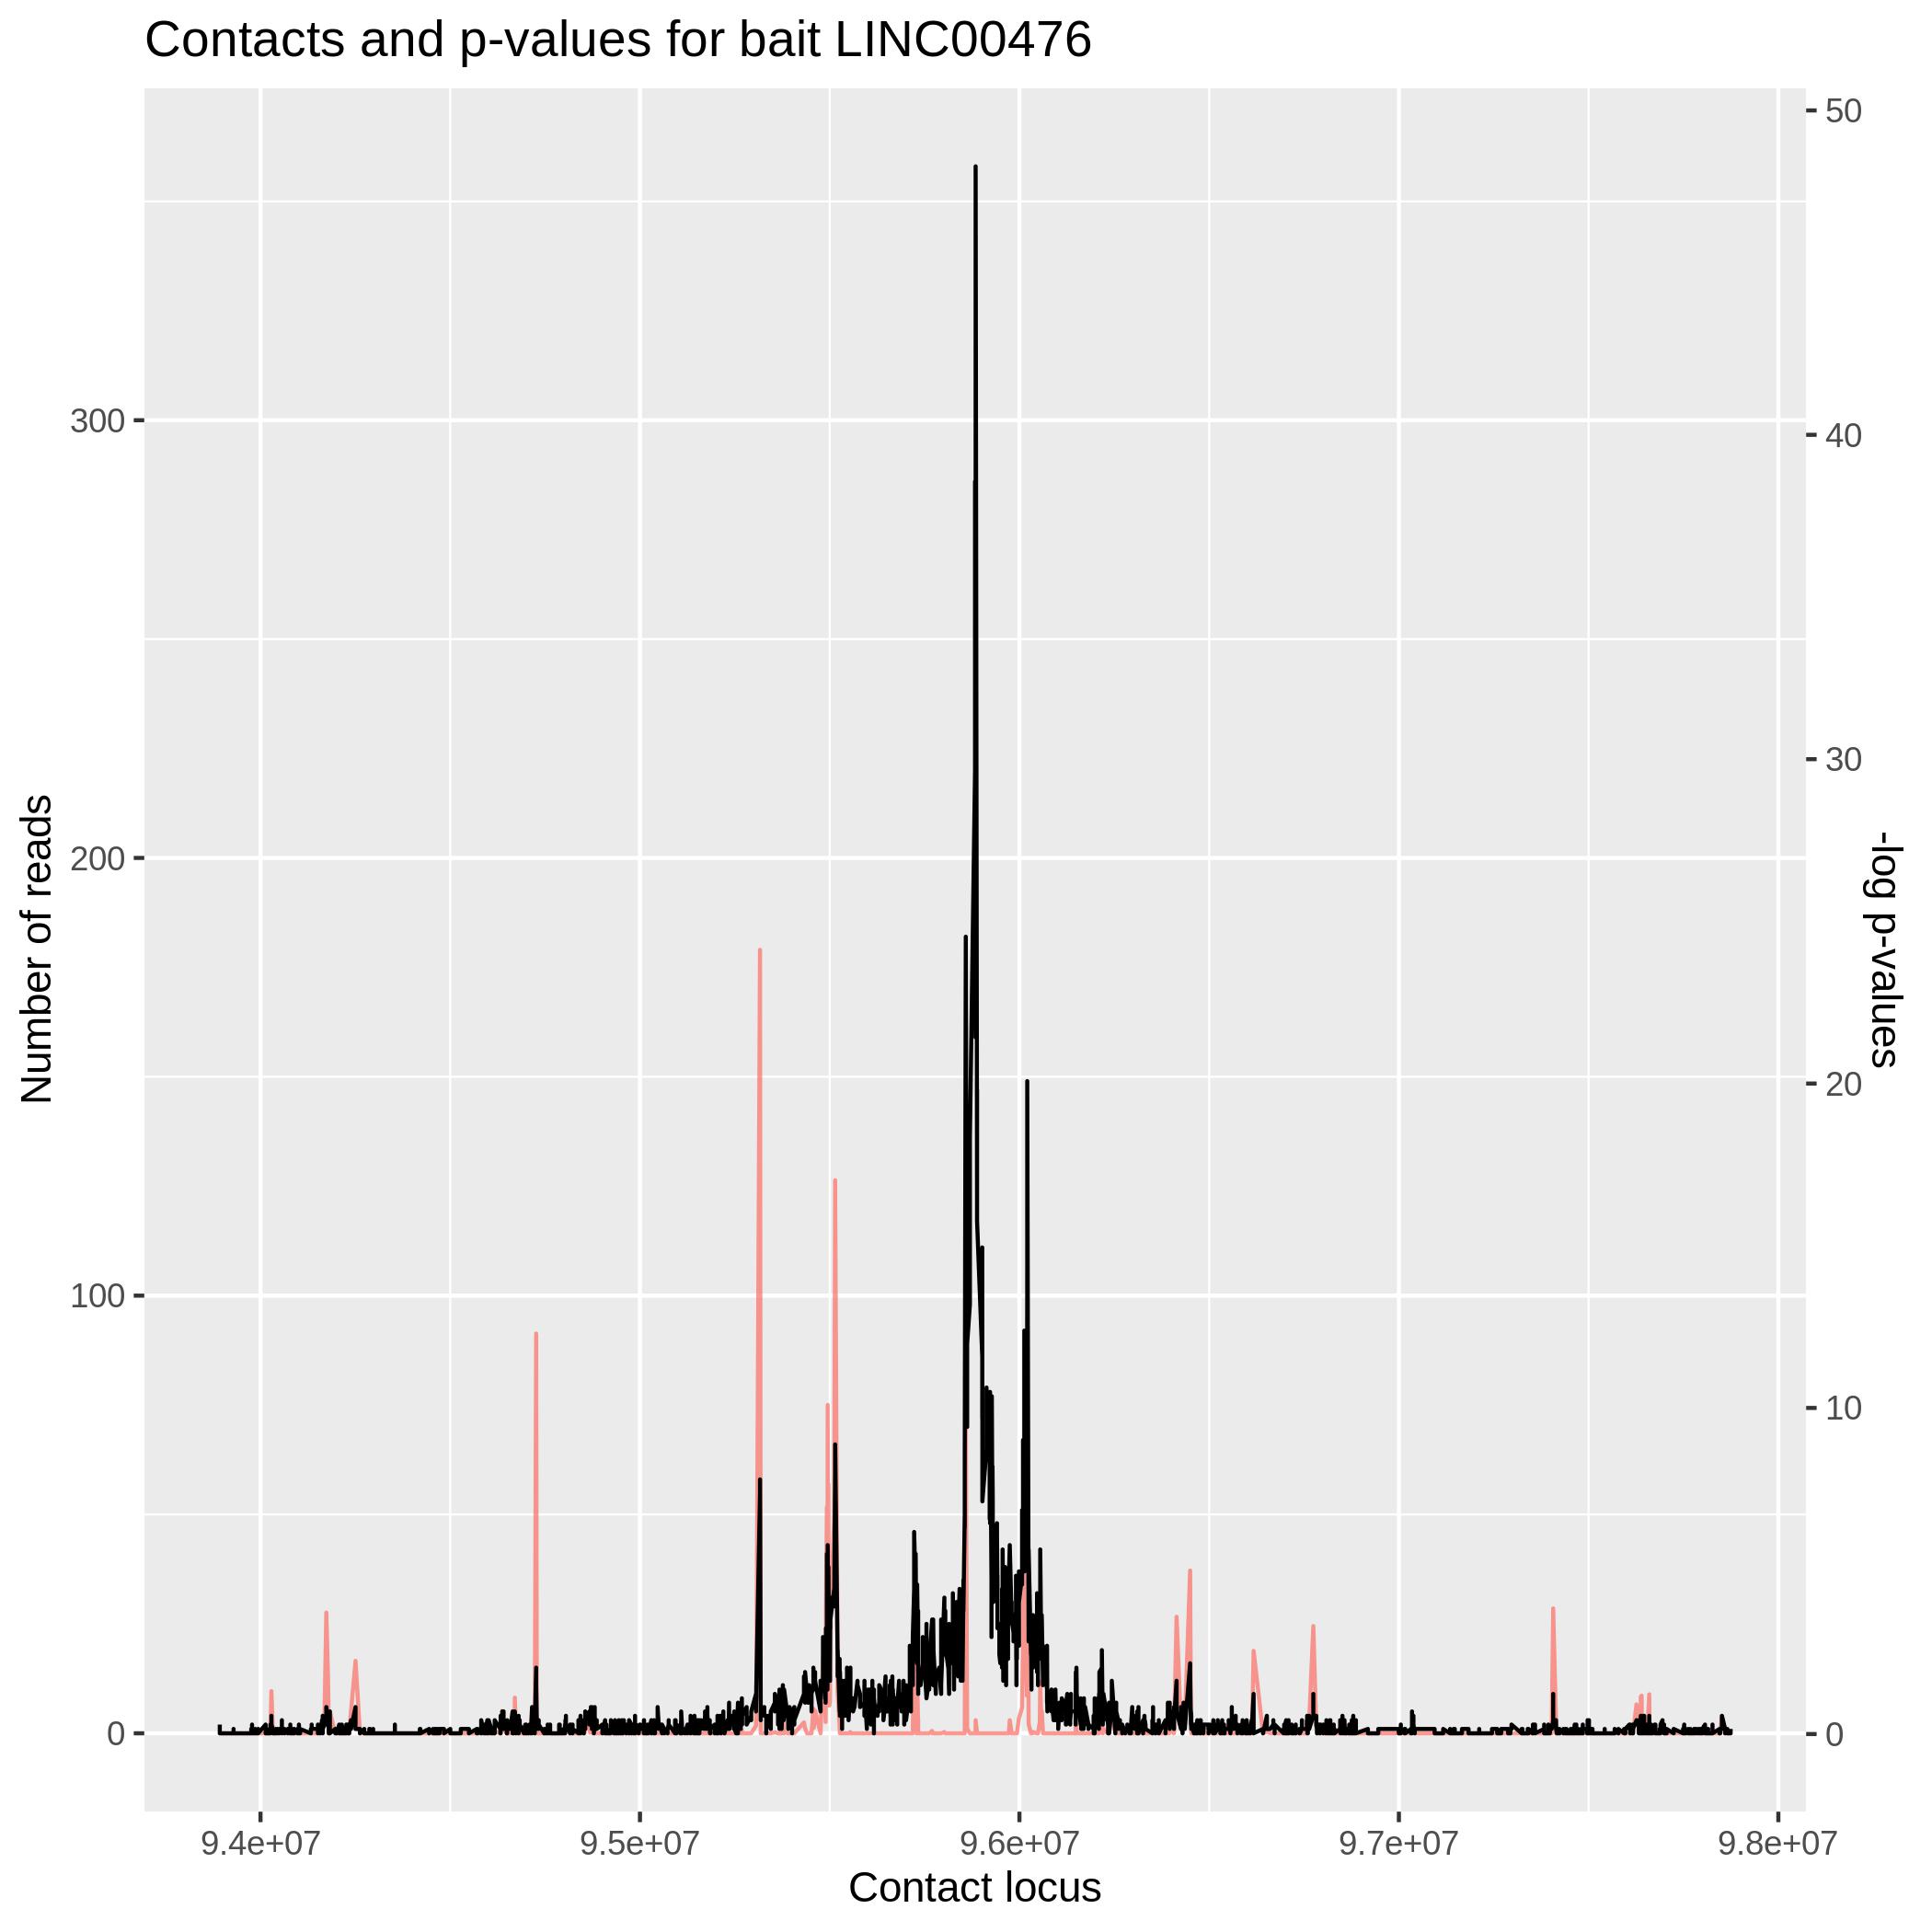 Contacts and p-values for bait LINC00476
Number of reads
300
200
100
0
50
40
30
20
10
0
-log p-values
9.4e+07
9.5e+07
9.6e+07
9.7e+07
9.8e+07
Contact locus